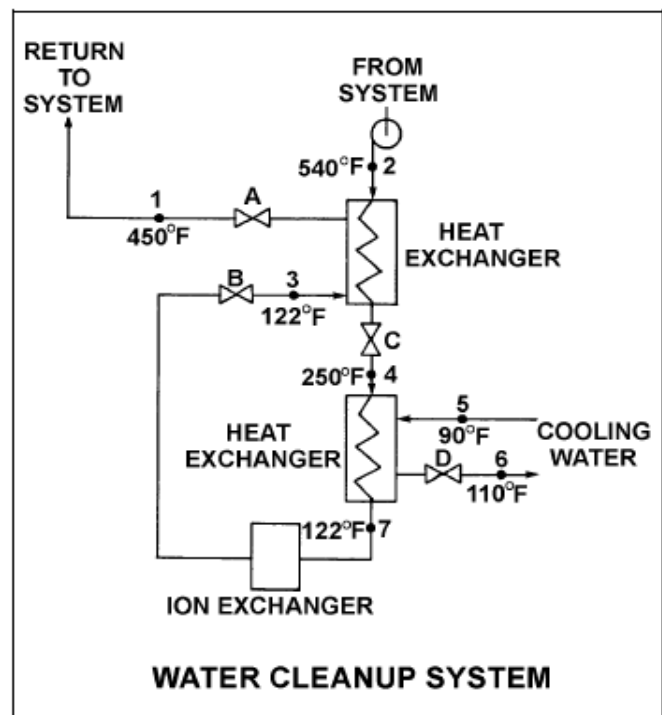 RETURN
TO
SYSTEM
FROM
SYSTEM
540°F
2
1
A
450°F
HEAT
EXCHANGER
B
3
122°F
C
250°F
4
5
90°F
COOLING
WATER
HEAT
EXCHANGER
D
6
110°F
122°F
7
ION EXCHANGER
WATER CLEANUP SYSTEM